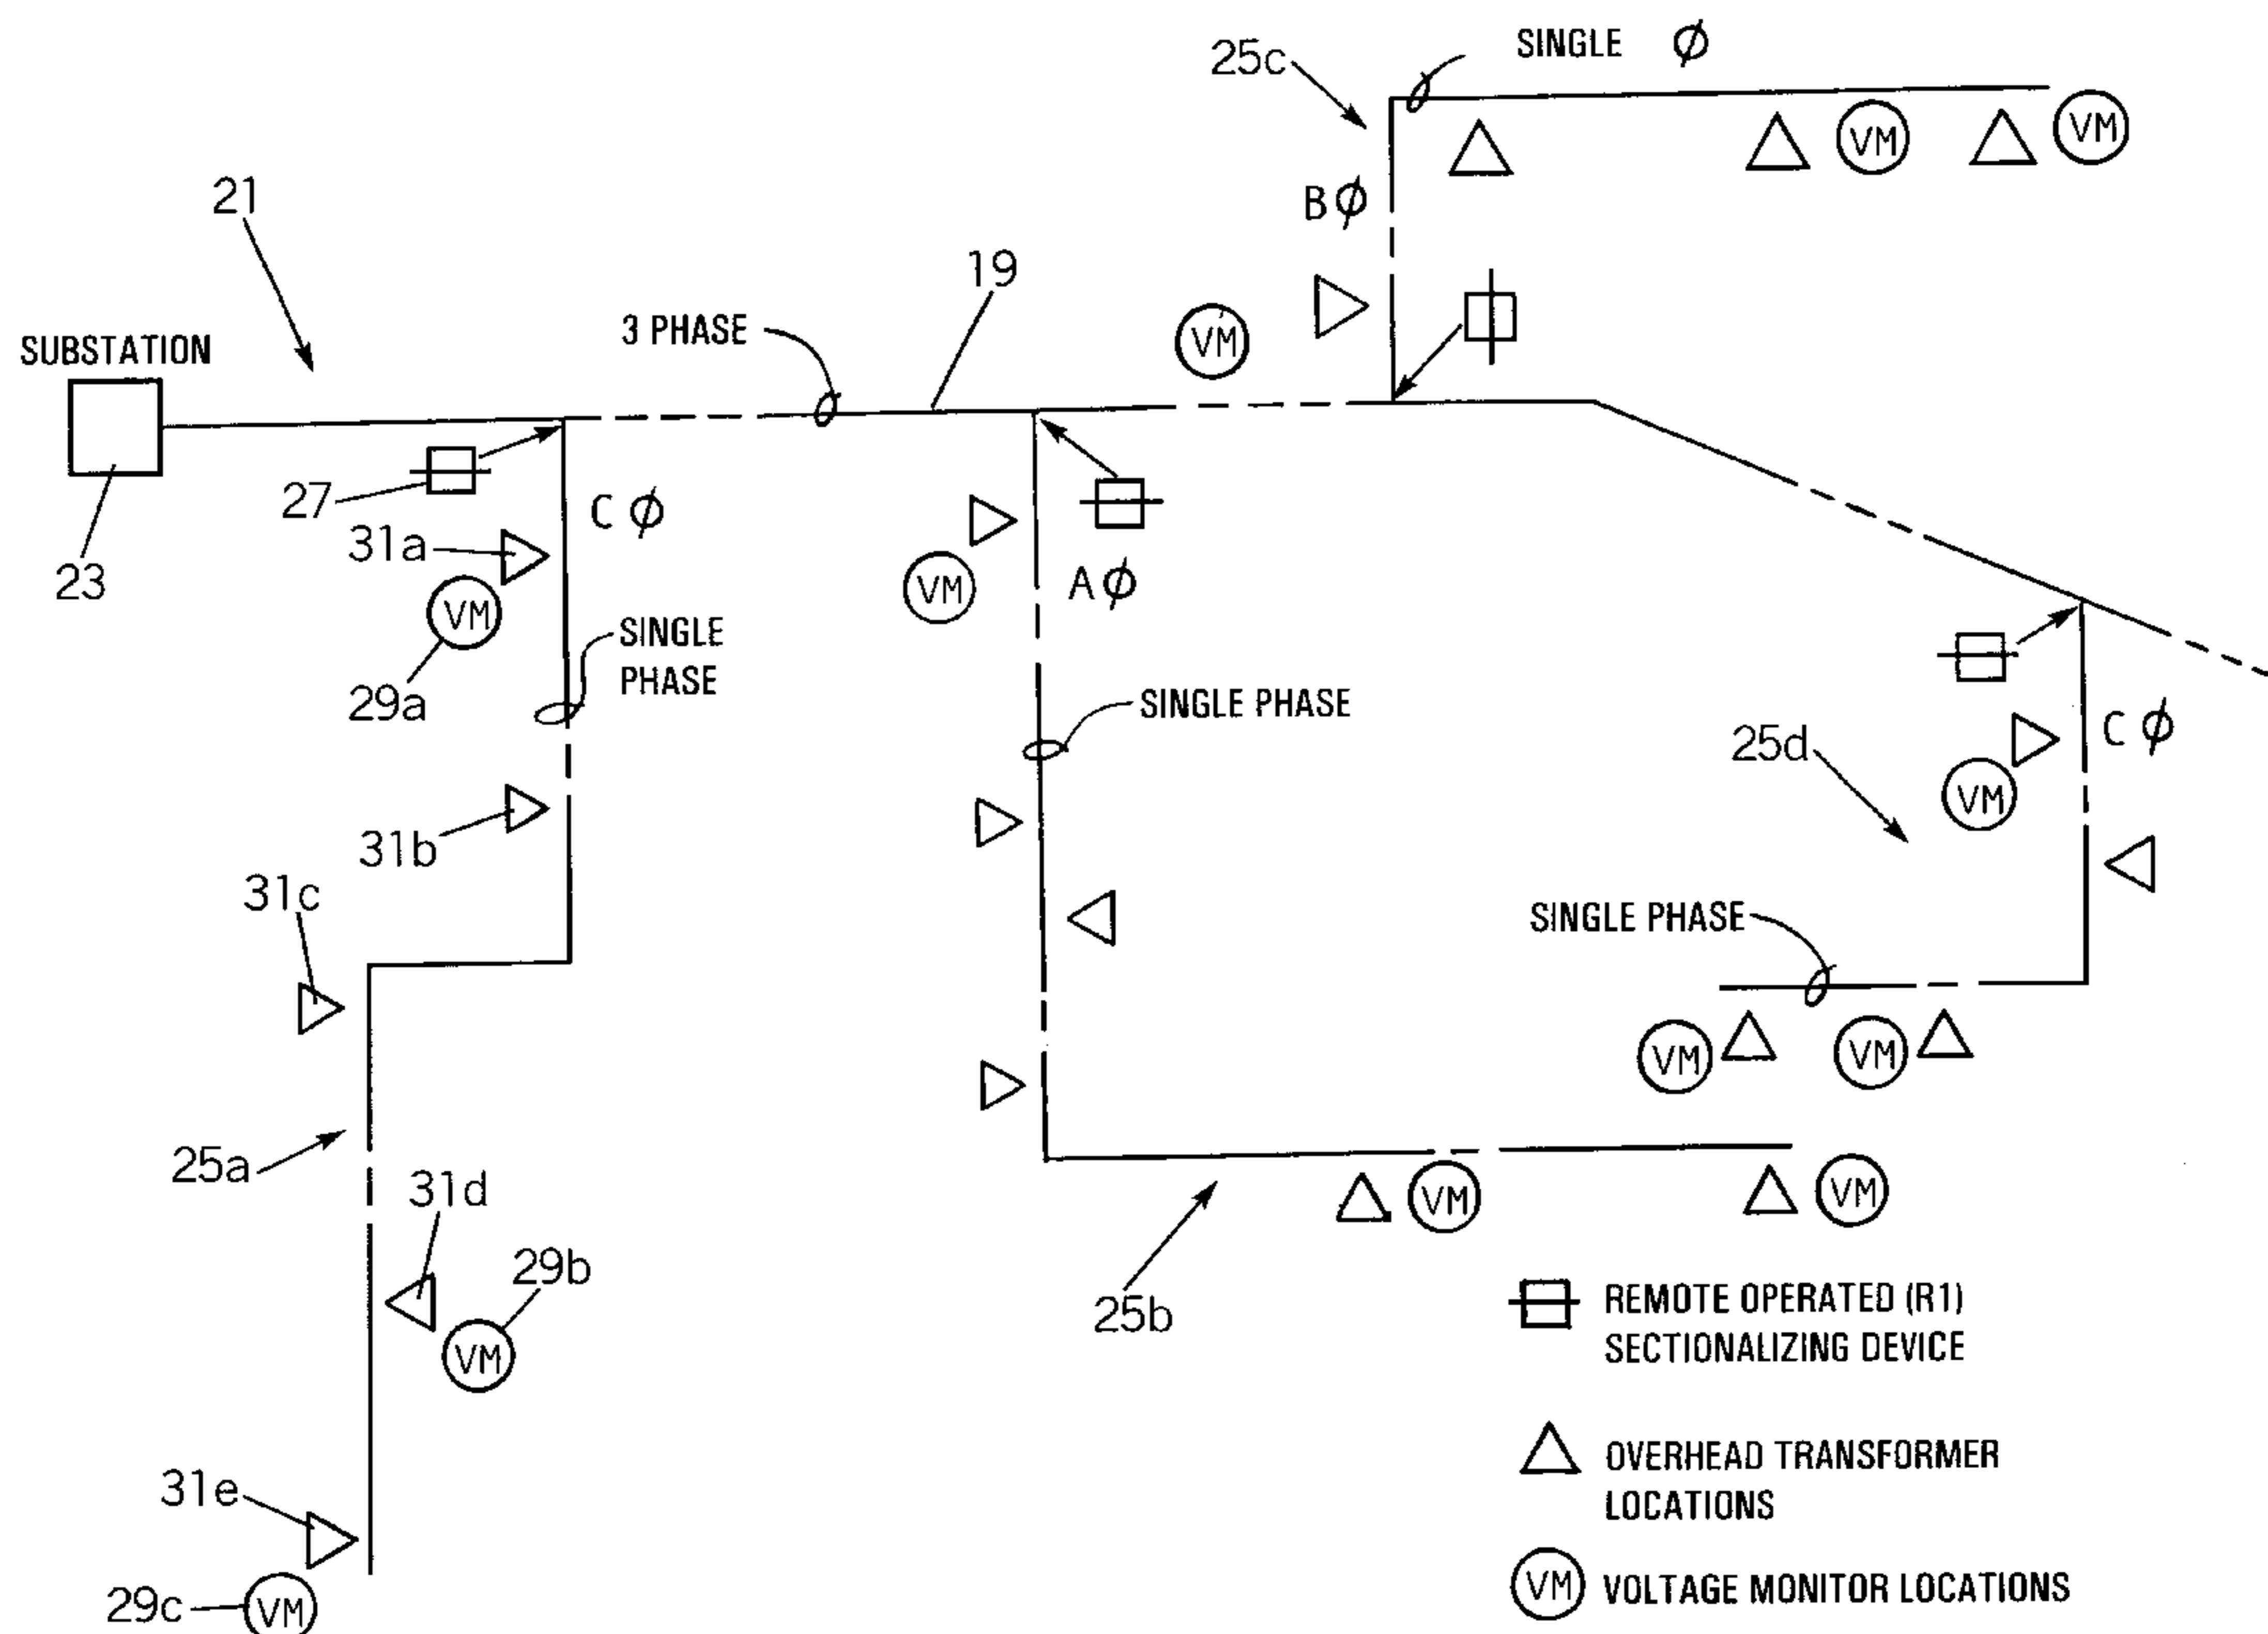 25c
SINGLE ϕ
VM
VM
21
Bϕ
19
3 PHASE
VM
SUBSTATION
27
C ϕ
31a
23
VM
VM
Aϕ
SINGLE
PHASE
29a
SINGLE PHASE
25d
C ϕ
VM
31b
31c
SINGLE PHASE
VM
VM
25a
31d
VM
VM
29b
25b
VM
REMOTE OPERATED (R1)
SECTIONALIZING DEVICE
31e
OVERHEAD TRANSFORMER
LOCATIONS
29c
VM
VM
VOLTAGE MONITOR LOCATIONS